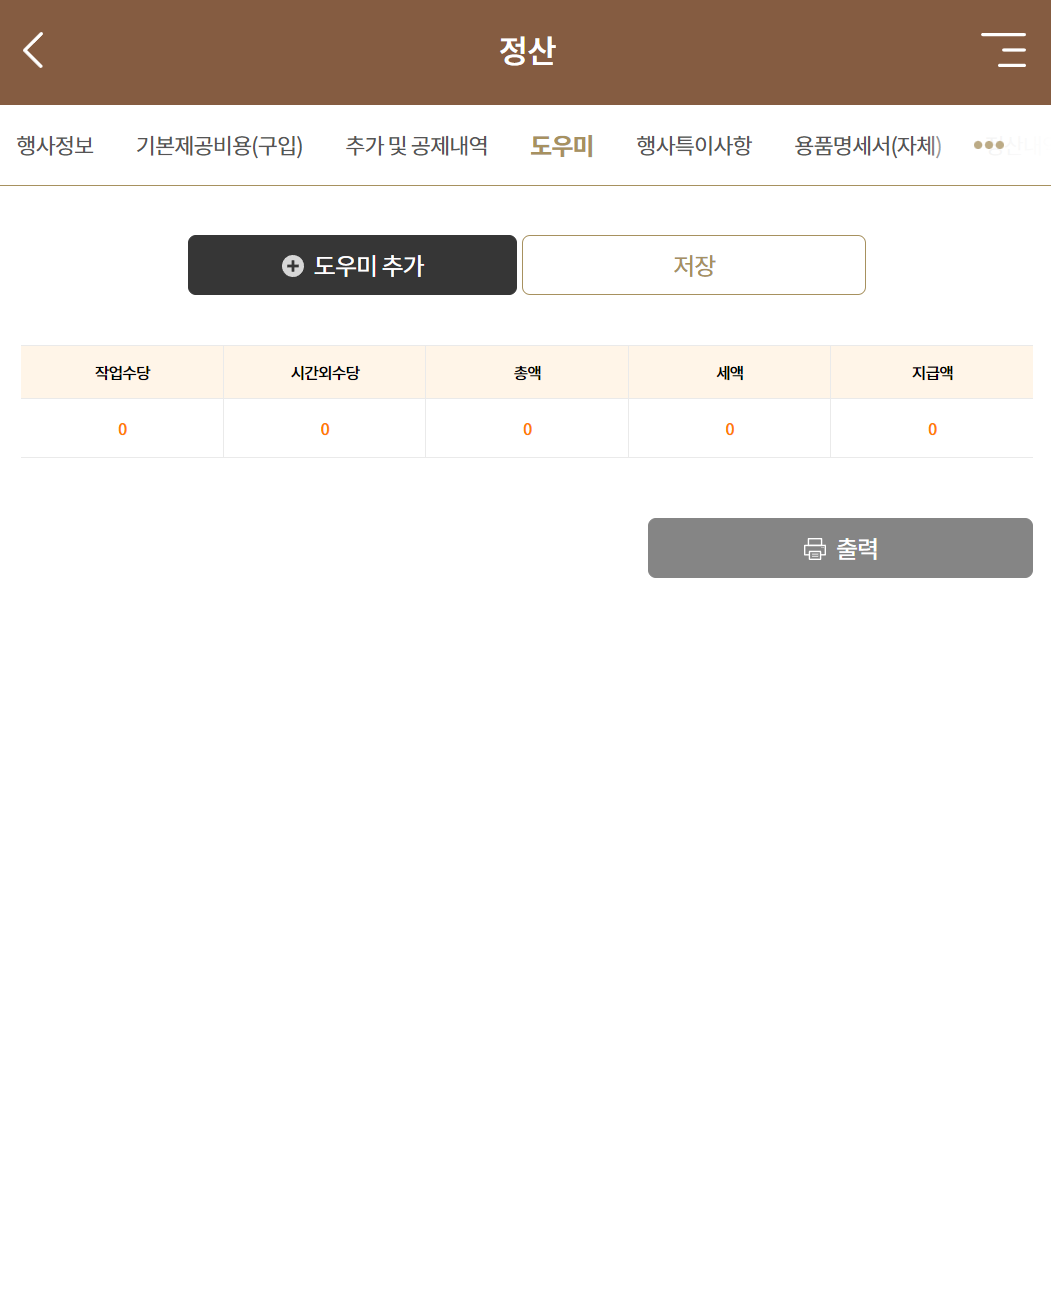 정산
행사정보 기본제공비용(구입) 추가 및 공제내역 도우미 행사특이사항 용품명세서(자체)
도우미 추가 저장
작업수당 시간외수당 총액 세액 지급액
0 0 0 0 0
출력